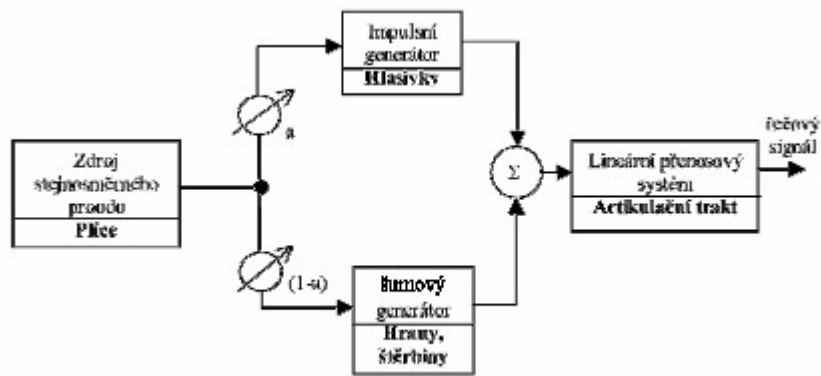 Impulsní
generátor
Hlasivky
a
řečový
signál
Zdroj
stejnosměrného
proudu
Plíce
Σ
Lineární přenosový
systém
Artikulační trakt
(1-a)
šumový
generátor
Hrany,
štěrbiny